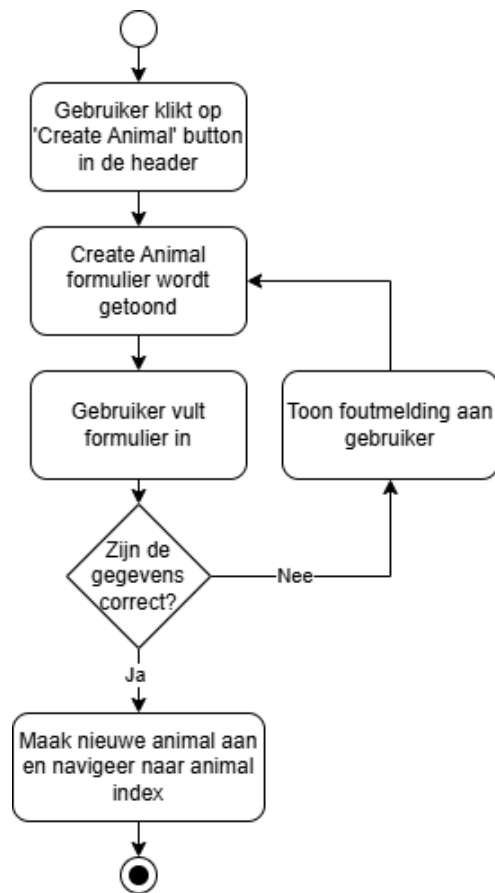 Gebruiker klikt op
'Create Animal' button
in de header
Create Animal
formulier wordt
getoond
Gebruiker vult
formulier in
Toon foutmelding aan
gebruiker
Zijn de
gegevens
correct?
Nee
Ja
Maak nieuwe animal aan
en navigeer naar animal
index